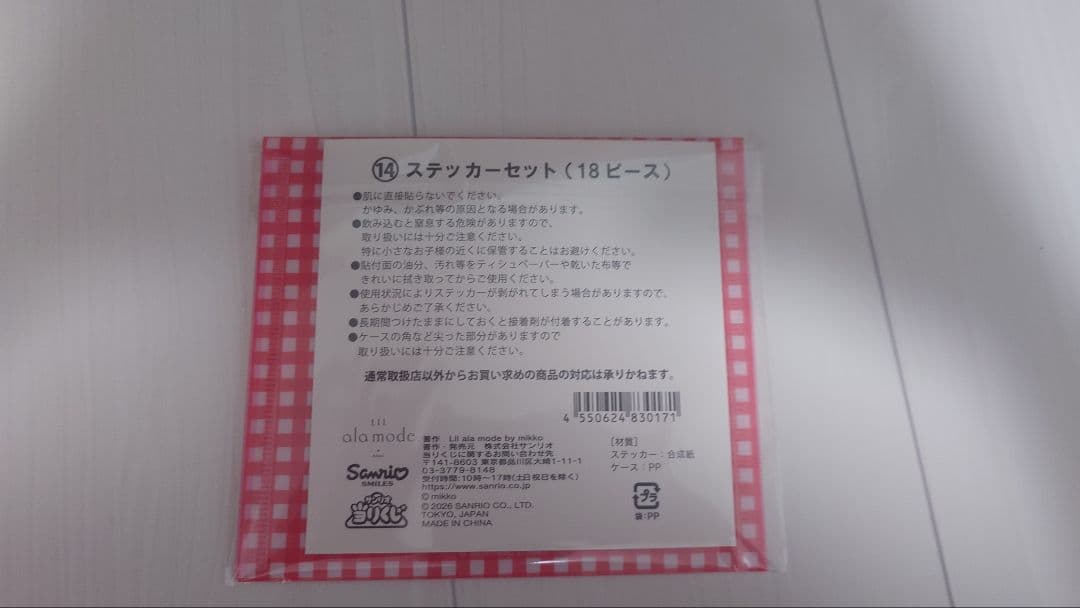 ⑭ ステッカーセット（18ピース）
●肌に直接貼らないでください。
かゆみ、かぶれ等の原因となる場合があります。
●飲み込むと窒息する危険がありますので、
取り扱いには十分ご注意ください。
特に小さなお子様の近くに保管することはお避けください。
●貼付面の油分、汚れ等をティシュペーパーや乾いた布等で
きれいに拭き取ってからご使用ください。
●使用状況によりステッカーが剥がれてしまう場合がありますので、
あらかじめご了承ください。
●長期間つけたままにしておくと接着剤が付着することがあります。
●ケースの角など尖った部分がありますので
取り扱いには十分ご注意ください。
通常取扱店以外からお買い求めの商品の対応は承りかねます。
4 550624 830171
Lil
ala mode
著作 Lil ala mode by mikko
著作・発売元 株式会社サンリオ
当りくじに関するお問い合わせ先
〒141-8603 東京都品川区大崎1-11-1
03-3779-8148
受付時間:10時～17時(土日祝日を除く)
https://www.sanrio.co.jp
© mikko
© 2026 SANRIO CO., LTD.
TOKYO, JAPAN
MADE IN CHINA
Sanrio
SMILES
サンリオ
当りくじ
［材質］
ステッカー：合成紙
ケース：PP
プラ
袋:PP